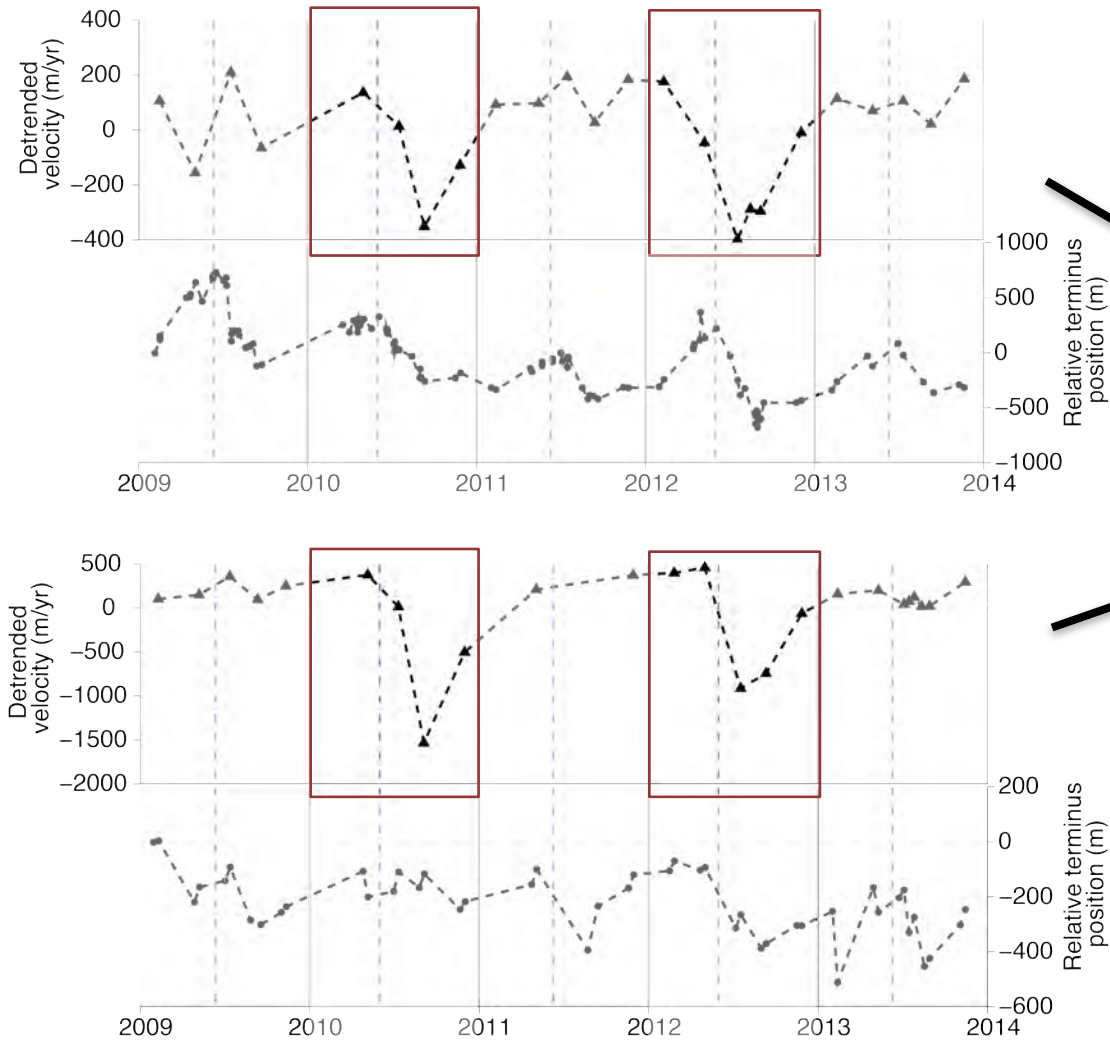 400
200
0
−200
−400
Detrended
velocity (m/yr)
1000
500
0
−500
−1000
Relative terminus
position (m)
2009 2010 2011 2012 2013 2014
500
0
−500
−1000
−1500
−2000
Detrended
velocity (m/yr)
200
0
−200
−400
−600
Relative terminus
position (m)
2009 2010 2011 2012 2013 2014